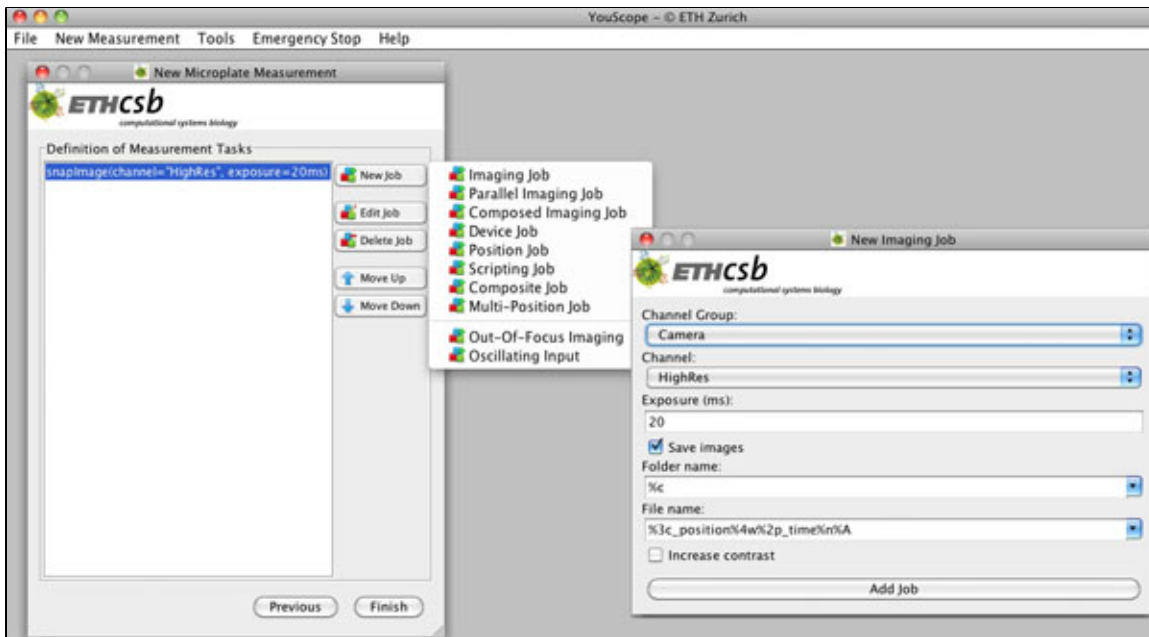 YouScope - © ETH Zurich
File New Measurement Tools Emergency Stop Help
New Microplate Measurement
ETHcsb
computational systems biology
Definition of Measurement Tasks
snapImage(channel="HighRes", exposure=20ms)
New Job
Edit Job
Delete Job
Move Up
Move Down
Previous
Finish
Imaging Job
Parallel Imaging Job
Composed Imaging Job
Device Job
Position Job
Scripting Job
Composite Job
Multi-Position Job
Out-Of-Focus Imaging
Oscillating Input
New Imaging Job
ETHcsb
computational systems biology
Channel Group:
Camera
Channel:
HighRes
Exposure (ms):
20
Save images
Folder name:
%c
File name:
%3c_position%4w%2p_time%n%A
Increase contrast
Add Job